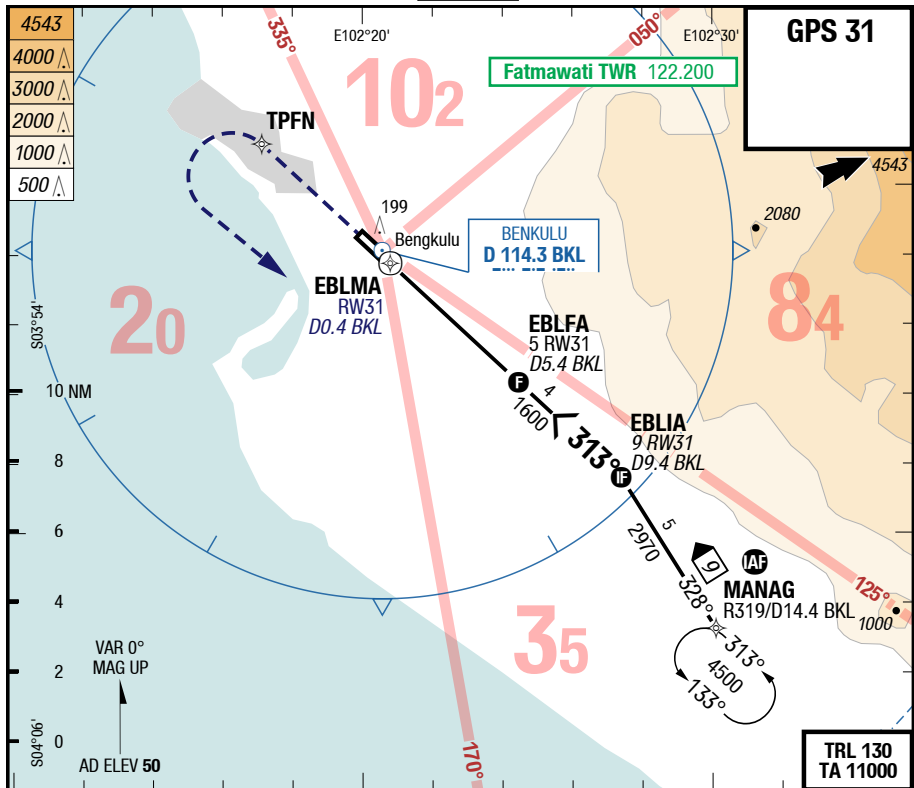 4543
4000
3000
2000
1000
500
E102°20'
E102°30'
GPS 31
335°
050°
Fatmawati TWR 122.200
10 2
TPFN
4543
2080
199
Bengkulu
BENKULU
D 114.3 BKL
EBLMA
RW31
D0.4 BKL
20
84
S03°54'
EBLFA
5 RW31
D5.4 BKL
10 NM
F
4
1600
313°
EBLIA
9 RW31
D9.4 BKL
IF
8
6
5
2970
9
IAF
MANAG
R319/D14.4 BKL
328°
125°
1000
4
35
313°
4500
133°
VAR 0°
MAG UP
2
S04°06'
0
AD ELEV 50
170°
TRL 130
TA 11000